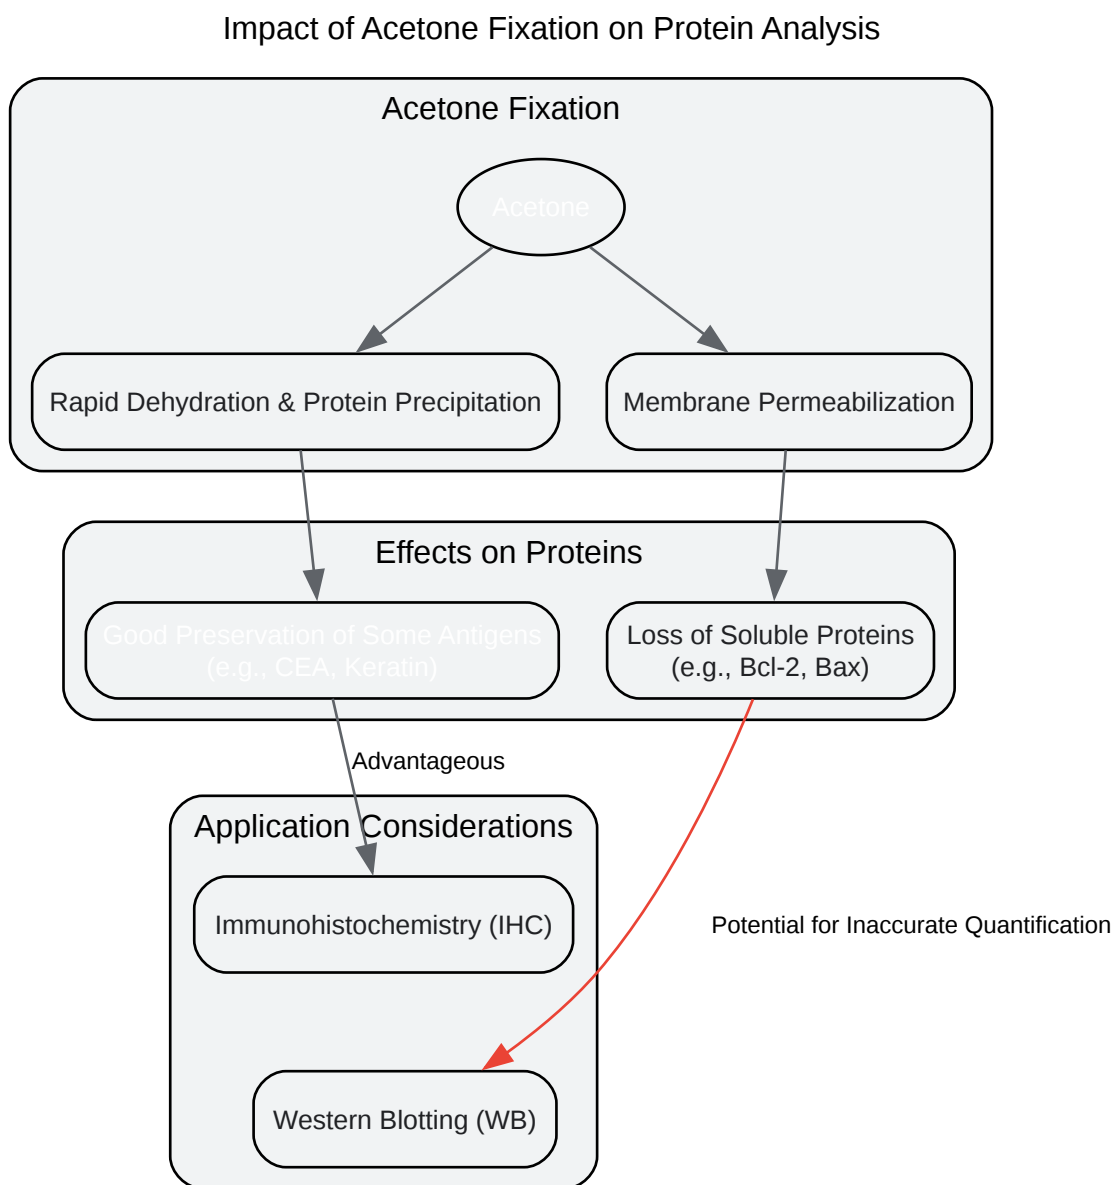 Impact of Acetone Fixation on Protein Analysis
Acetone Fixation
Acetone
Rapid Dehydration & Protein Precipitation
Membrane Permeabilization
Effects on Proteins
Good Preservation of Some Antigens
(e.g., CEA, Keratin)
Loss of Soluble Proteins
(e.g., Bcl-2, Bax)
Advantageous
Application Considerations
Immunohistochemistry (IHC)
Potential for Inaccurate Quantification
Western Blotting (WB)